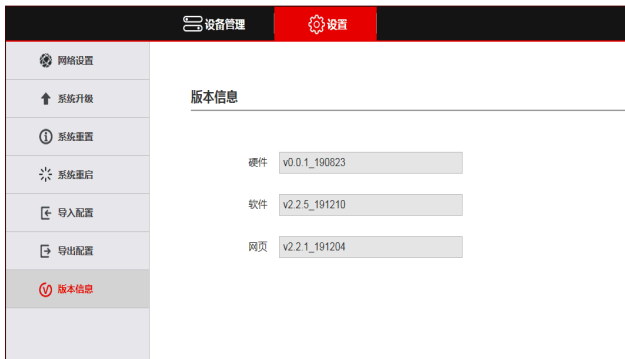 设备管理
设置
网络设置
系统升级
系统重置
系统重启
导入配置
导出配置
版本信息
版本信息
硬件 v0.0.1_190823
软件 v2.2.5_191210
网页 v2.2.1_191204